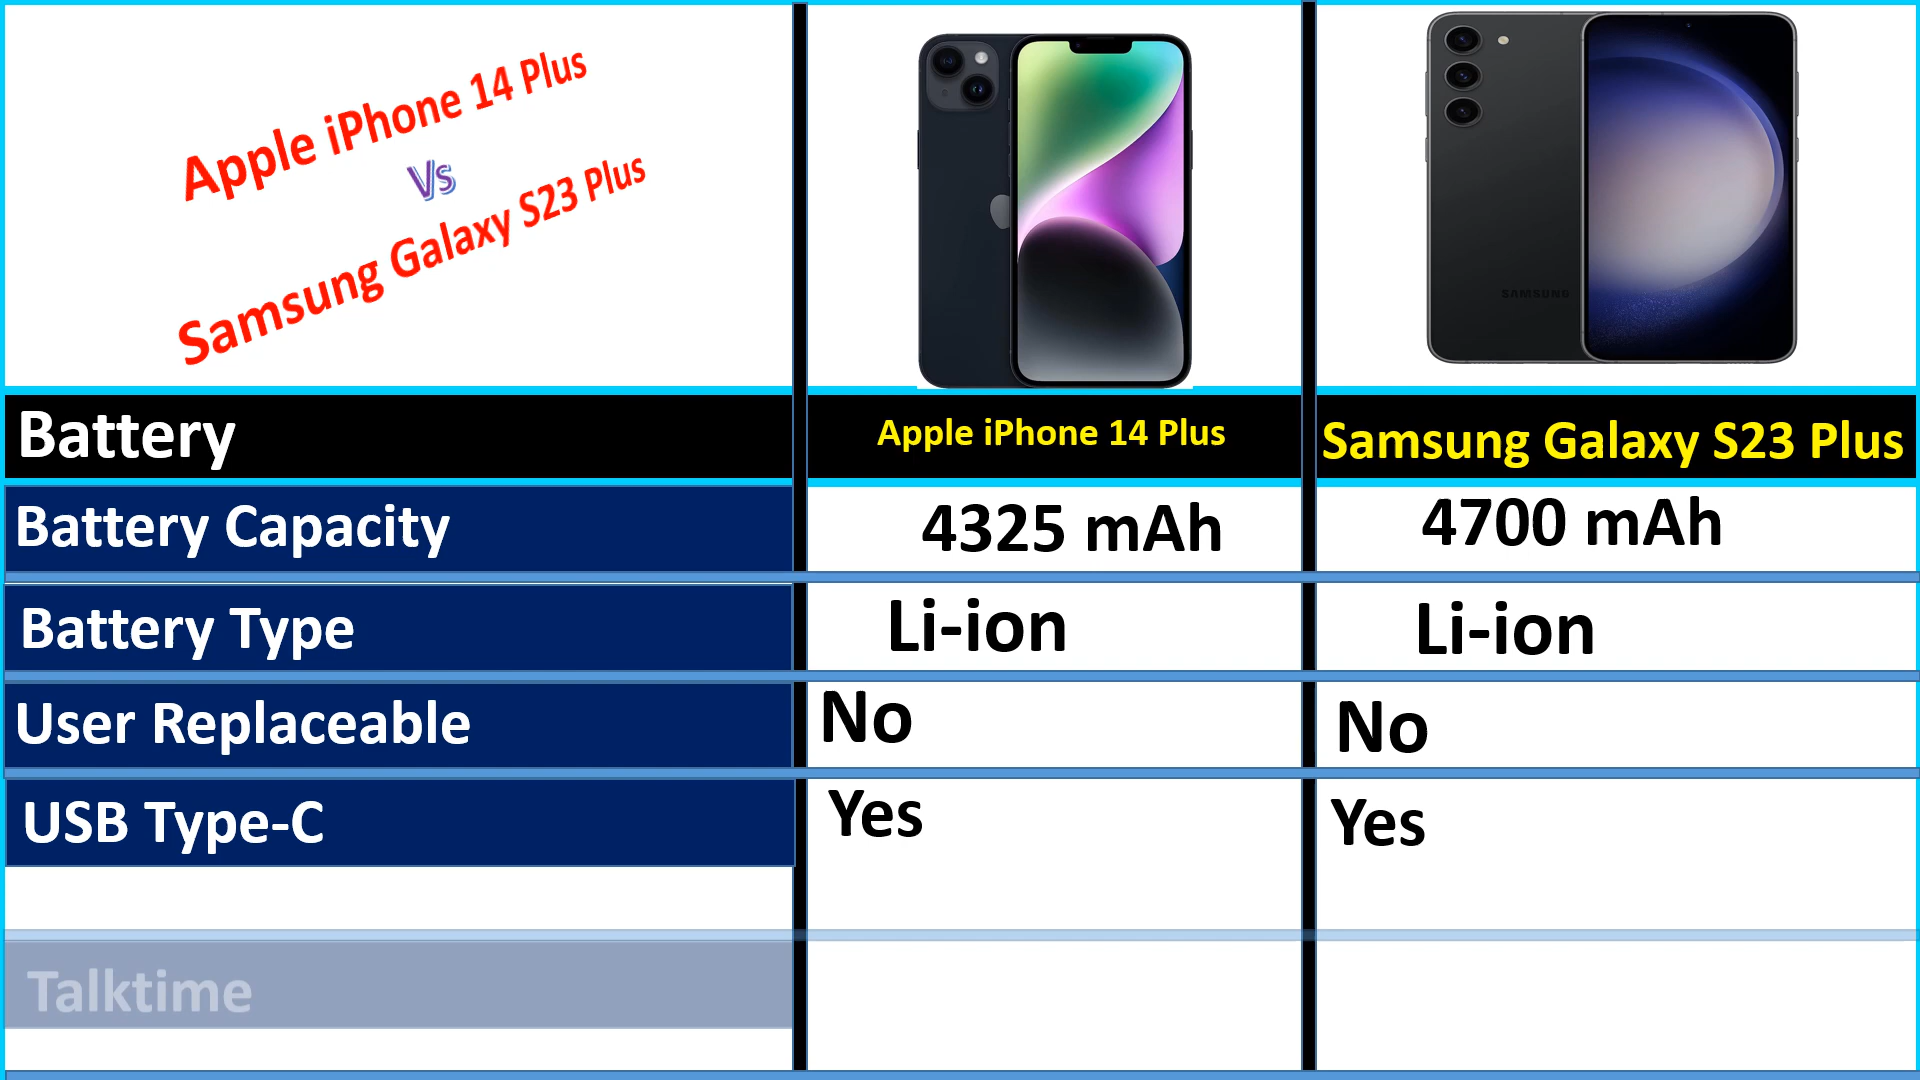 Apple iPhone 14 Plus
Vs
Samsung Galaxy S23 Plus
SAMSUNG
Battery
Apple iPhone 14 Plus
Samsung Galaxy S23 Plus
Battery Capacity
4325 mAh
4700 mAh
Battery Type
Li-ion
Li-ion
User Replaceable
No
No
USB Type-C
Yes
Yes
Talktime